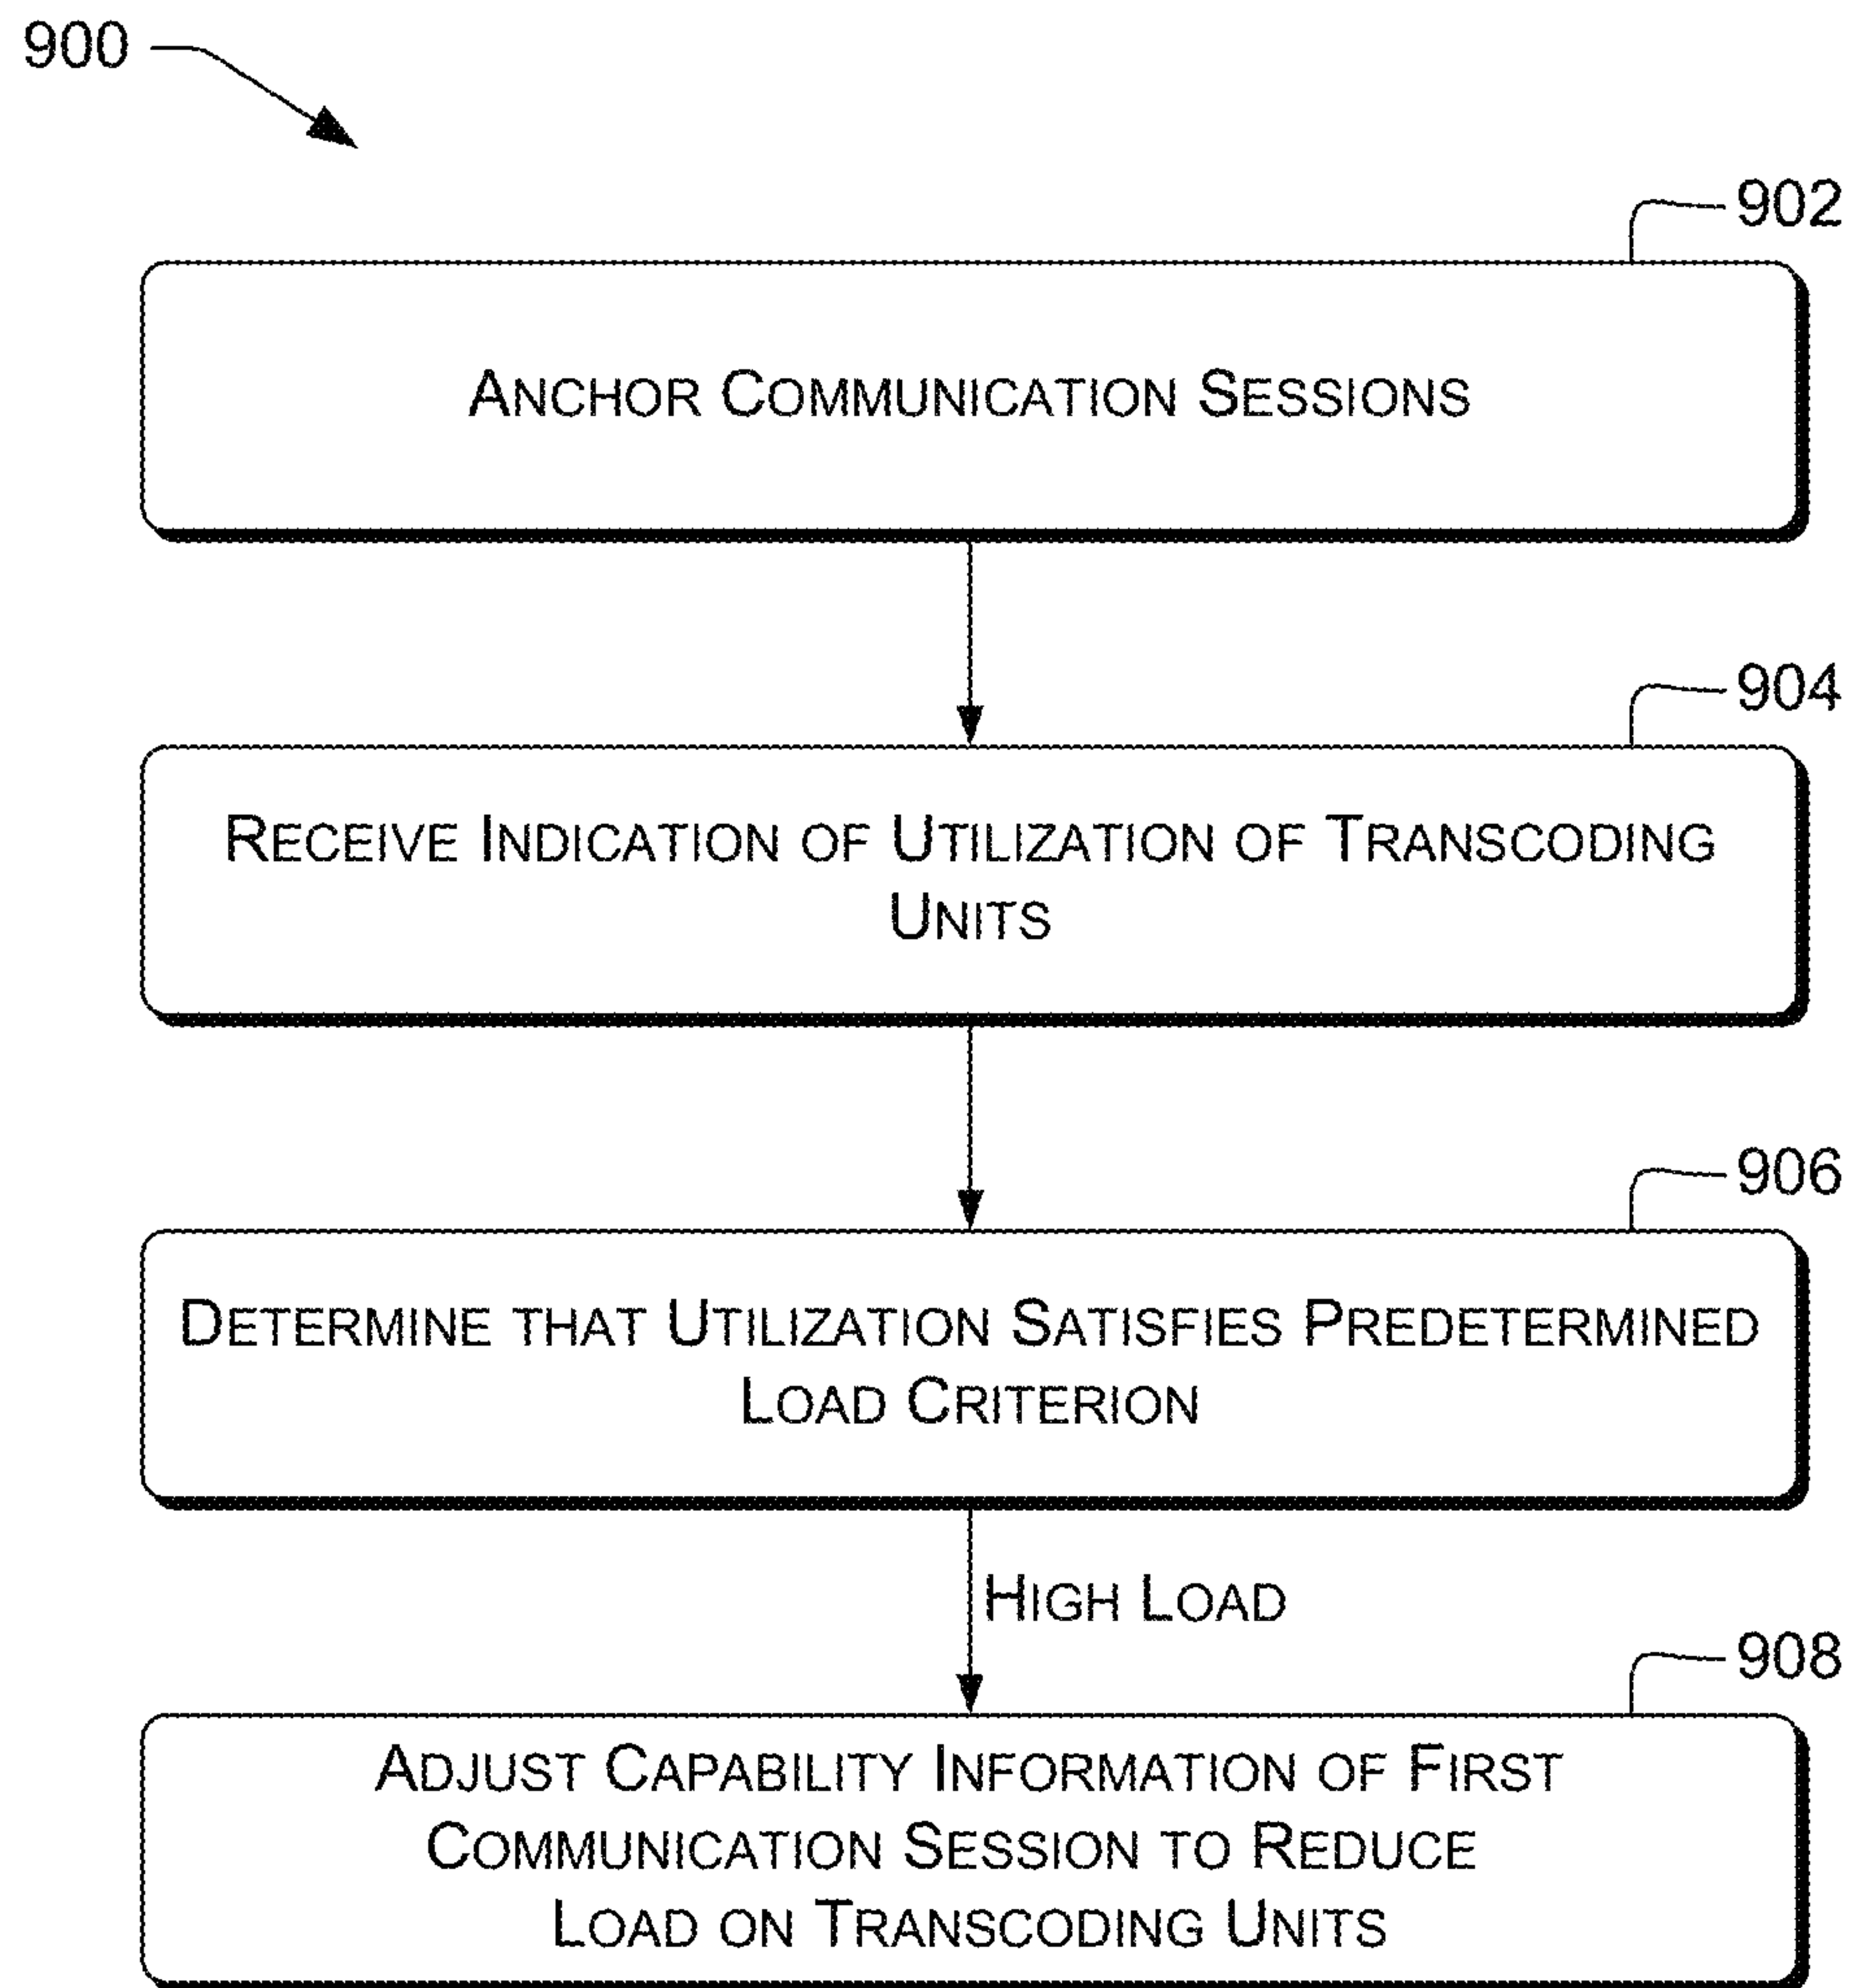 900
902
ANCHOR COMMUNICATION SESSIONS
904
RECEIVE INDICATION OF UTILIZATION OF TRANSCODING
UNITS
906
DETERMINE THAT UTILIZATION SATISFIES PREDETERMINED
LOAD CRITERION
HIGH LOAD
908
ADJUST CAPABILITY INFORMATION OF FIRST
COMMUNICATION SESSION TO REDUCE
LOAD ON TRANSCODING UNITS